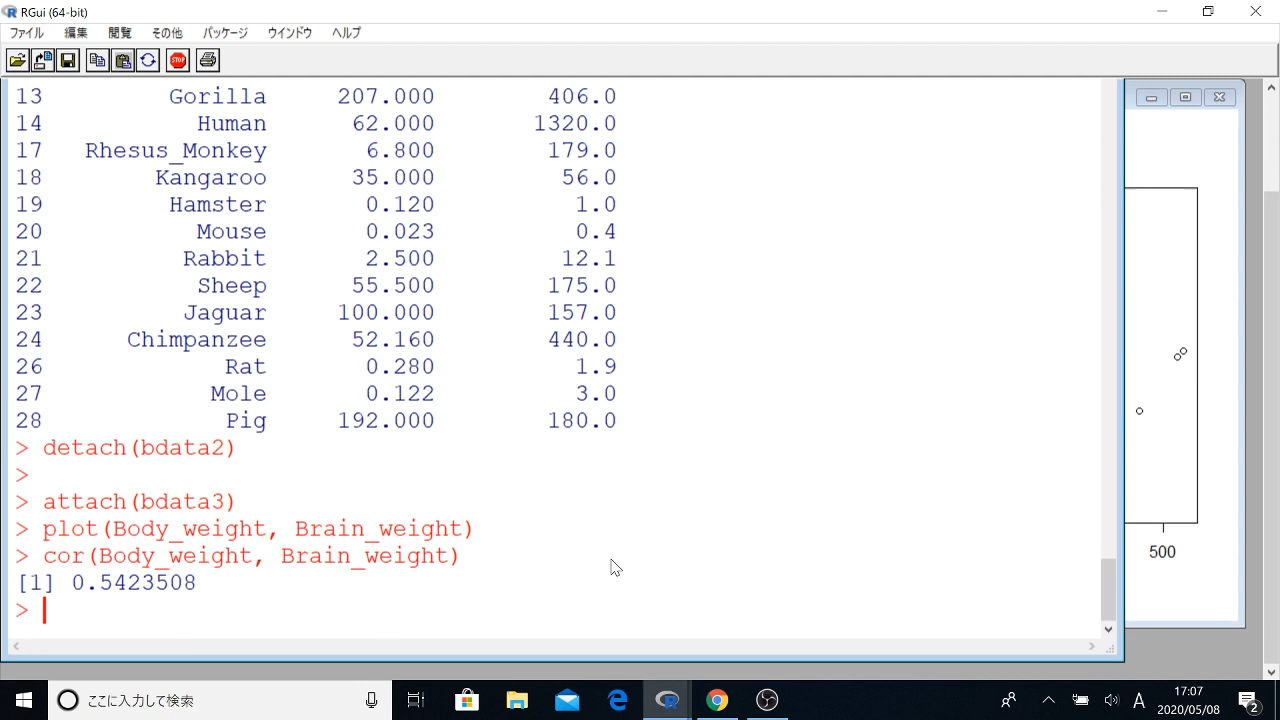 RGui (64-bit)
ファイル 編集 閲覧 その他 パッケージ ウインドウ ヘルプ
STOP
13 Gorilla 207.000 406.0
14 Human 62.000 1320.0
17 Rhesus_Monkey 6.800 179.0
18 Kangaroo 35.000 56.0
19 Hamster 0.120 1.0
20 Mouse 0.023 0.4
21 Rabbit 2.500 12.1
22 Sheep 55.500 175.0
23 Jaguar 100.000 157.0
24 Chimpanzee 52.160 440.0
26 Rat 0.280 1.9
27 Mole 0.122 3.0
28 Pig 192.000 180.0
> detach(bdata2)
>
> attach(bdata3)
> plot(Body_weight, Brain_weight)
> cor(Body_weight, Brain_weight)
[1] 0.5423508
>
500
ここに入力して検索
A
17:07
2020/05/08
2